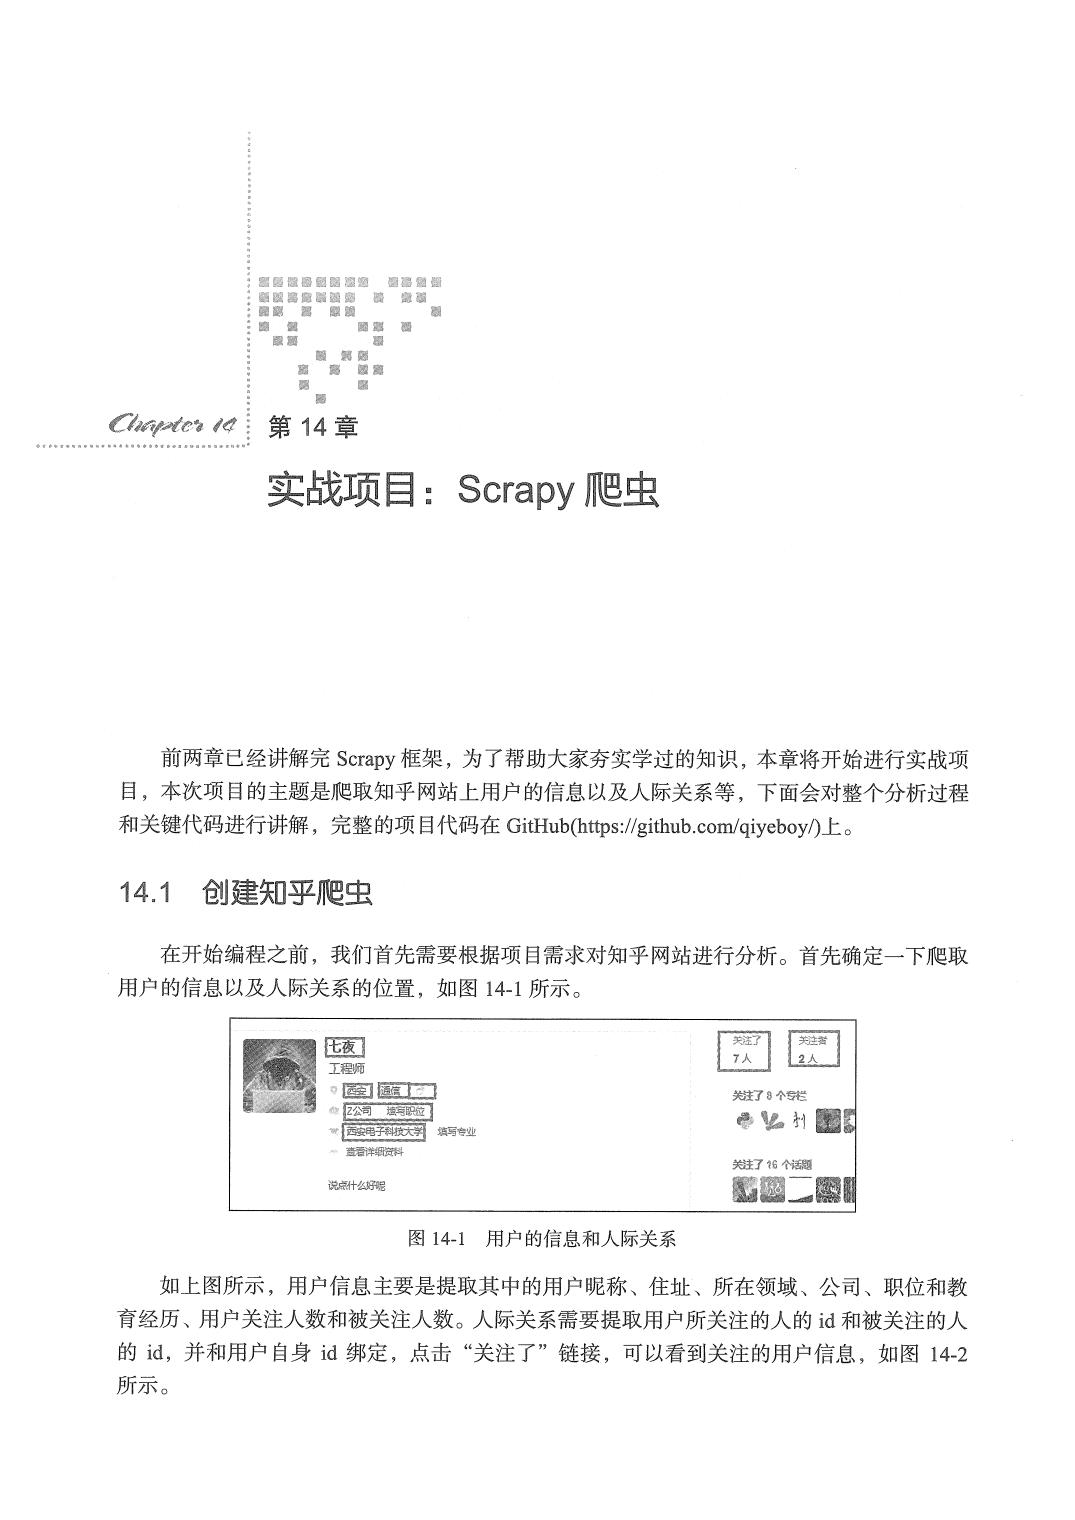 Chapter 14
第 14 章
实战项目：Scrapy 爬虫
前两章已经讲解完 Scrapy 框架，为了帮助大家夯实学过的知识，本章将开始进行实战项
目，本次项目的主题是爬取知乎网站上用户的信息以及人际关系等，下面会对整个分析过程
和关键代码进行讲解，完整的项目代码在 GitHub(https://github.com/qiyeboy/)上。
14.1 创建知乎爬虫
在开始编程之前，我们首先需要根据项目需求对知乎网站进行分析。首先确定一下爬取
用户的信息以及人际关系的位置，如图 14-1 所示。
七夜
工程师
西安 通信
Z公司 填写职位
西安电子科技大学 填写专业
查看详细资料
说点什么好呢
关注了 关注者
7人 2人
关注了 8 个专栏
关注了 16 个话题
图 14-1 用户的信息和人际关系
如上图所示，用户信息主要是提取其中的用户昵称、住址、所在领域、公司、职位和教
育经历、用户关注人数和被关注人数。人际关系需要提取用户所关注的人的 id 和被关注的人
的 id，并和用户自身 id 绑定，点击“关注了”链接，可以看到关注的用户信息，如图 14-2
所示。